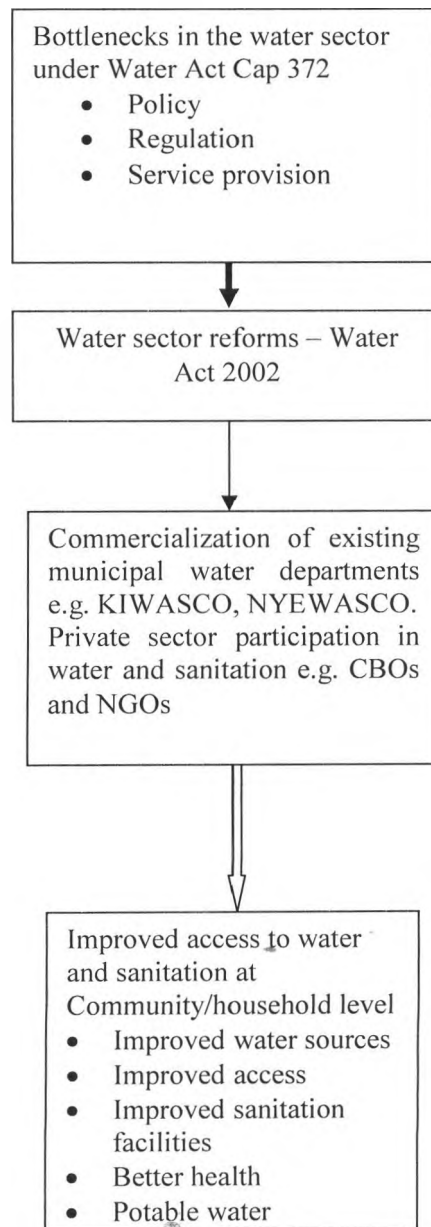 Bottlenecks in the water sector
under Water Act Cap 372
• Policy
• Regulation
• Service provision
Water sector reforms – Water
Act 2002
Commercialization of existing
municipal water departments
e.g. KIWASCO, NYEWASCO.
Private sector participation in
water and sanitation e.g. CBOs
and NGOs
Improved access to water
and sanitation at
Community/household level
• Improved water sources
• Improved access
• Improved sanitation
facilities
• Better health
• Potable water